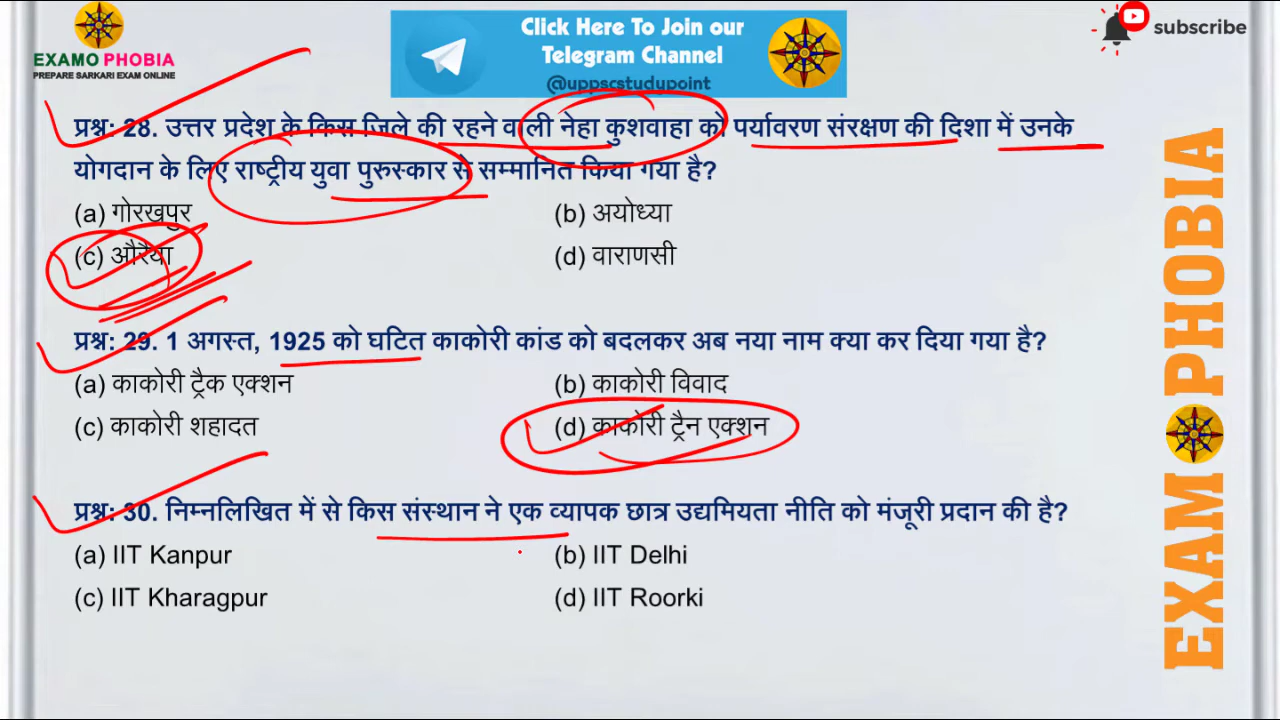 EXAMO PHOBIA
PREPARE SARKARI EXAM ONLINE
Click Here To Join our
Telegram Channel
@uppscstudypoint
subscribe
प्रश्न: 28. उत्तर प्रदेश के किस जिले की रहने वाली नेहा कुशवाहा को पर्यावरण संरक्षण की दिशा में उनके
योगदान के लिए राष्ट्रीय युवा पुरुस्कार से सम्मानित किया गया है?
(a) गोरखपुर (b) अयोध्या
(c) औरैया (d) वाराणसी
प्रश्न: 29. 1 अगस्त, 1925 को घटित काकोरी कांड को बदलकर अब नया नाम क्या कर दिया गया है?
(a) काकोरी ट्रैक एक्शन (b) काकोरी विवाद
(c) काकोरी शहादत (d) काकोरी ट्रैन एक्शन
प्रश्न: 30. निम्नलिखित में से किस संस्थान ने एक व्यापक छात्र उद्यमियता नीति को मंजूरी प्रदान की है?
(a) IIT Kanpur (b) IIT Delhi
(c) IIT Kharagpur (d) IIT Roorki
EXAM PHOBIA